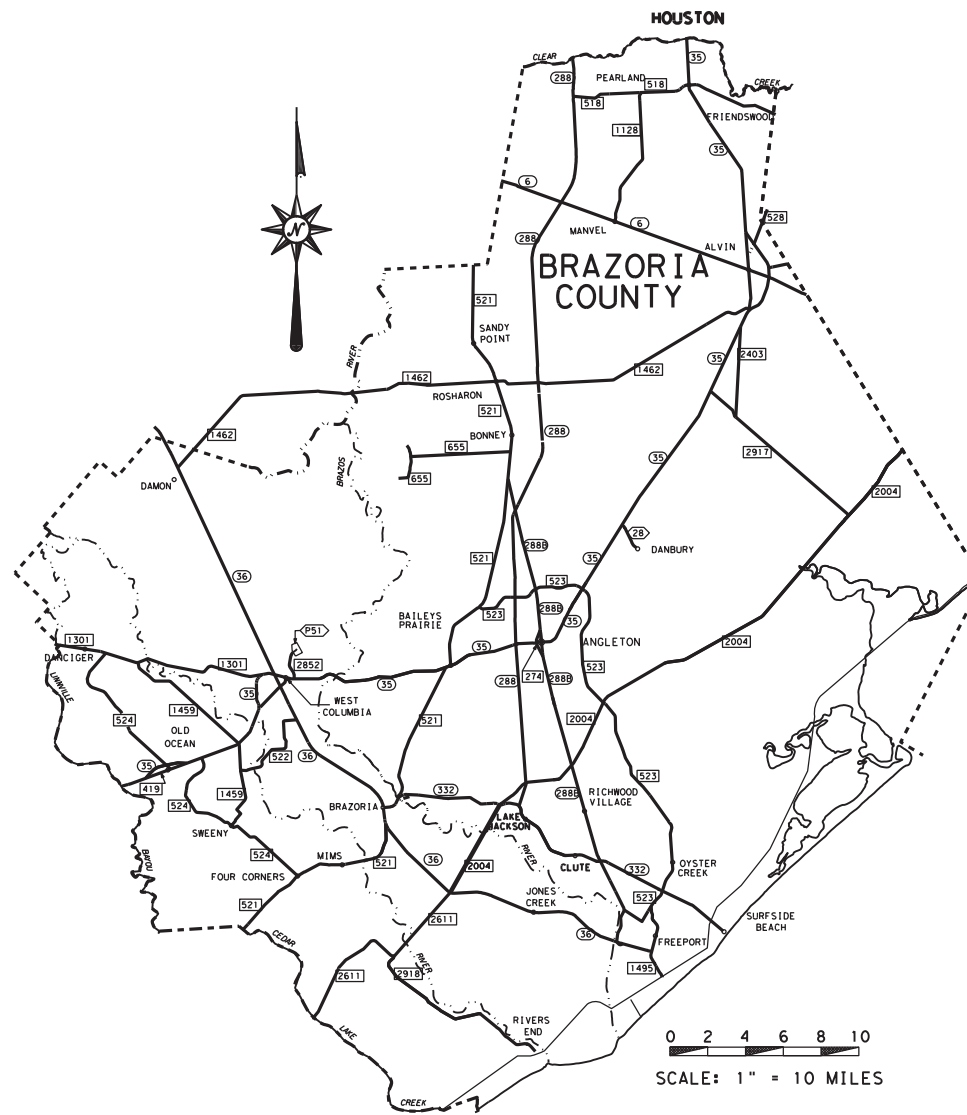 HOUSTON
CLEAR
35
288
PEARLAND
518
CREEK
518
FRIENDSWOOD
1128
35
6
528
6
MANVEL
288
ALVIN
BRAZORIA
COUNTY
521
SANDY
POINT
RIVER
35
2403
1462
1462
ROSHARON
521
1462
BONNEY
288
655
35
2917
BRAZOS
655
DAMON
2004
N
28
288B
DANBURY
521
35
36
523
523
288B
BAILEYS
PRAIRIE
35
P51
1301
35
ANGLETON
2004
DANCIGER
1301
2852
523
274
288
288B
35
LINNVILLE
35
WEST
COLUMBIA
BAYOU
1459
524
521
2004
OLD
OCEAN
522
36
35
523
419
332
288B
RICHWOOD
VILLAGE
1459
524
BRAZORIA
LAKE
JACKSON
SWEENY
RIVER
524
MIMS
521
36
2004
CLUTE
332
OYSTER
CREEK
FOUR CORNERS
JONES
CREEK
523
BAYOU
521
2611
SURFSIDE
BEACH
36
CEDAR
FREEPORT
RIVER
2611
2918
1495
LAKE
RIVERS
END
0 2 4 6 8 10
SCALE: 1" = 10 MILES
CREEK